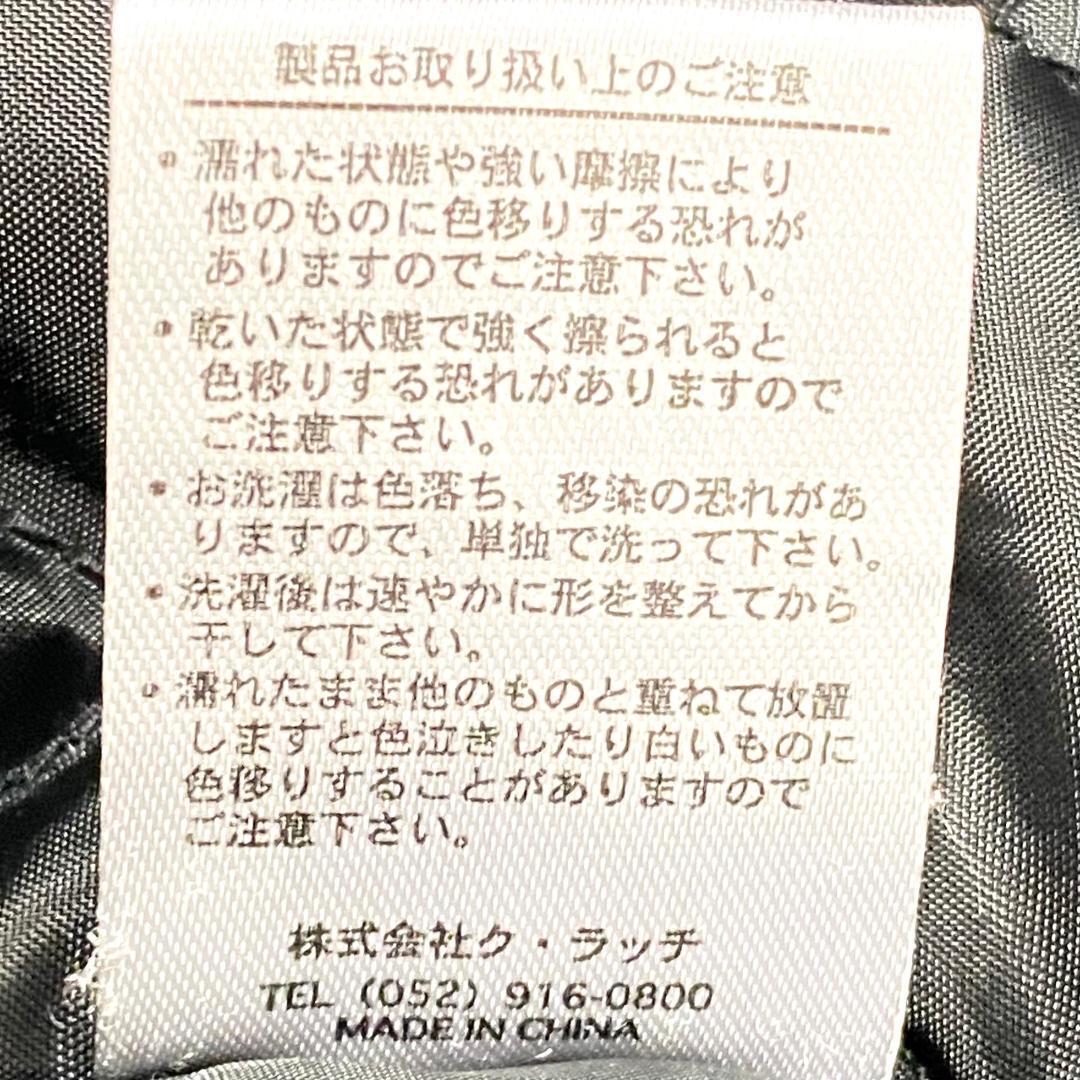 製品お取り扱い上のご注意
・濡れた状態や強い摩擦により
他のものに色移りする恐れが
ありますのでご注意下さい。
・乾いた状態で強く擦られると
色移りする恐れがありますので
ご注意下さい。
・お洗濯は色落ち、移染の恐れがあ
りますので、単独で洗って下さい。
・洗濯後は速やかに形を整えてから
干して下さい。
・濡れたまま他のものと重ねて放置
しますと色泣きしたり白いものに
色移りすることがありますので
ご注意下さい。
株式会社ク・ラッチ
TEL (052) 916-0800
MADE IN CHINA